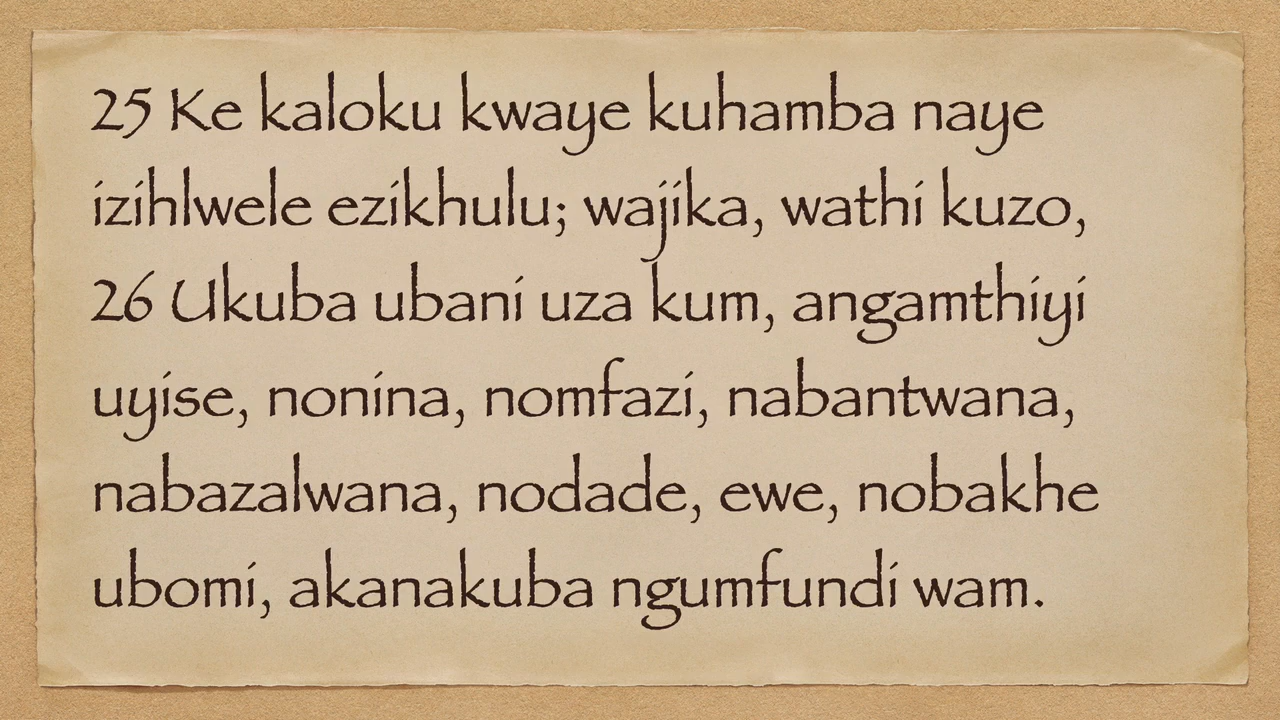 25 Ke kaloku kwaye kuhamba naye
izihlwele ezikhulu; wajika, wathi kuzo,
26 Ukuba ubani uza kum, angamthiyi
uyise, nonina, nomfazi, nabantwana,
nabazalwana, nodade, ewe, nobakhe
ubomi, akanakuba ngumfundi wam.